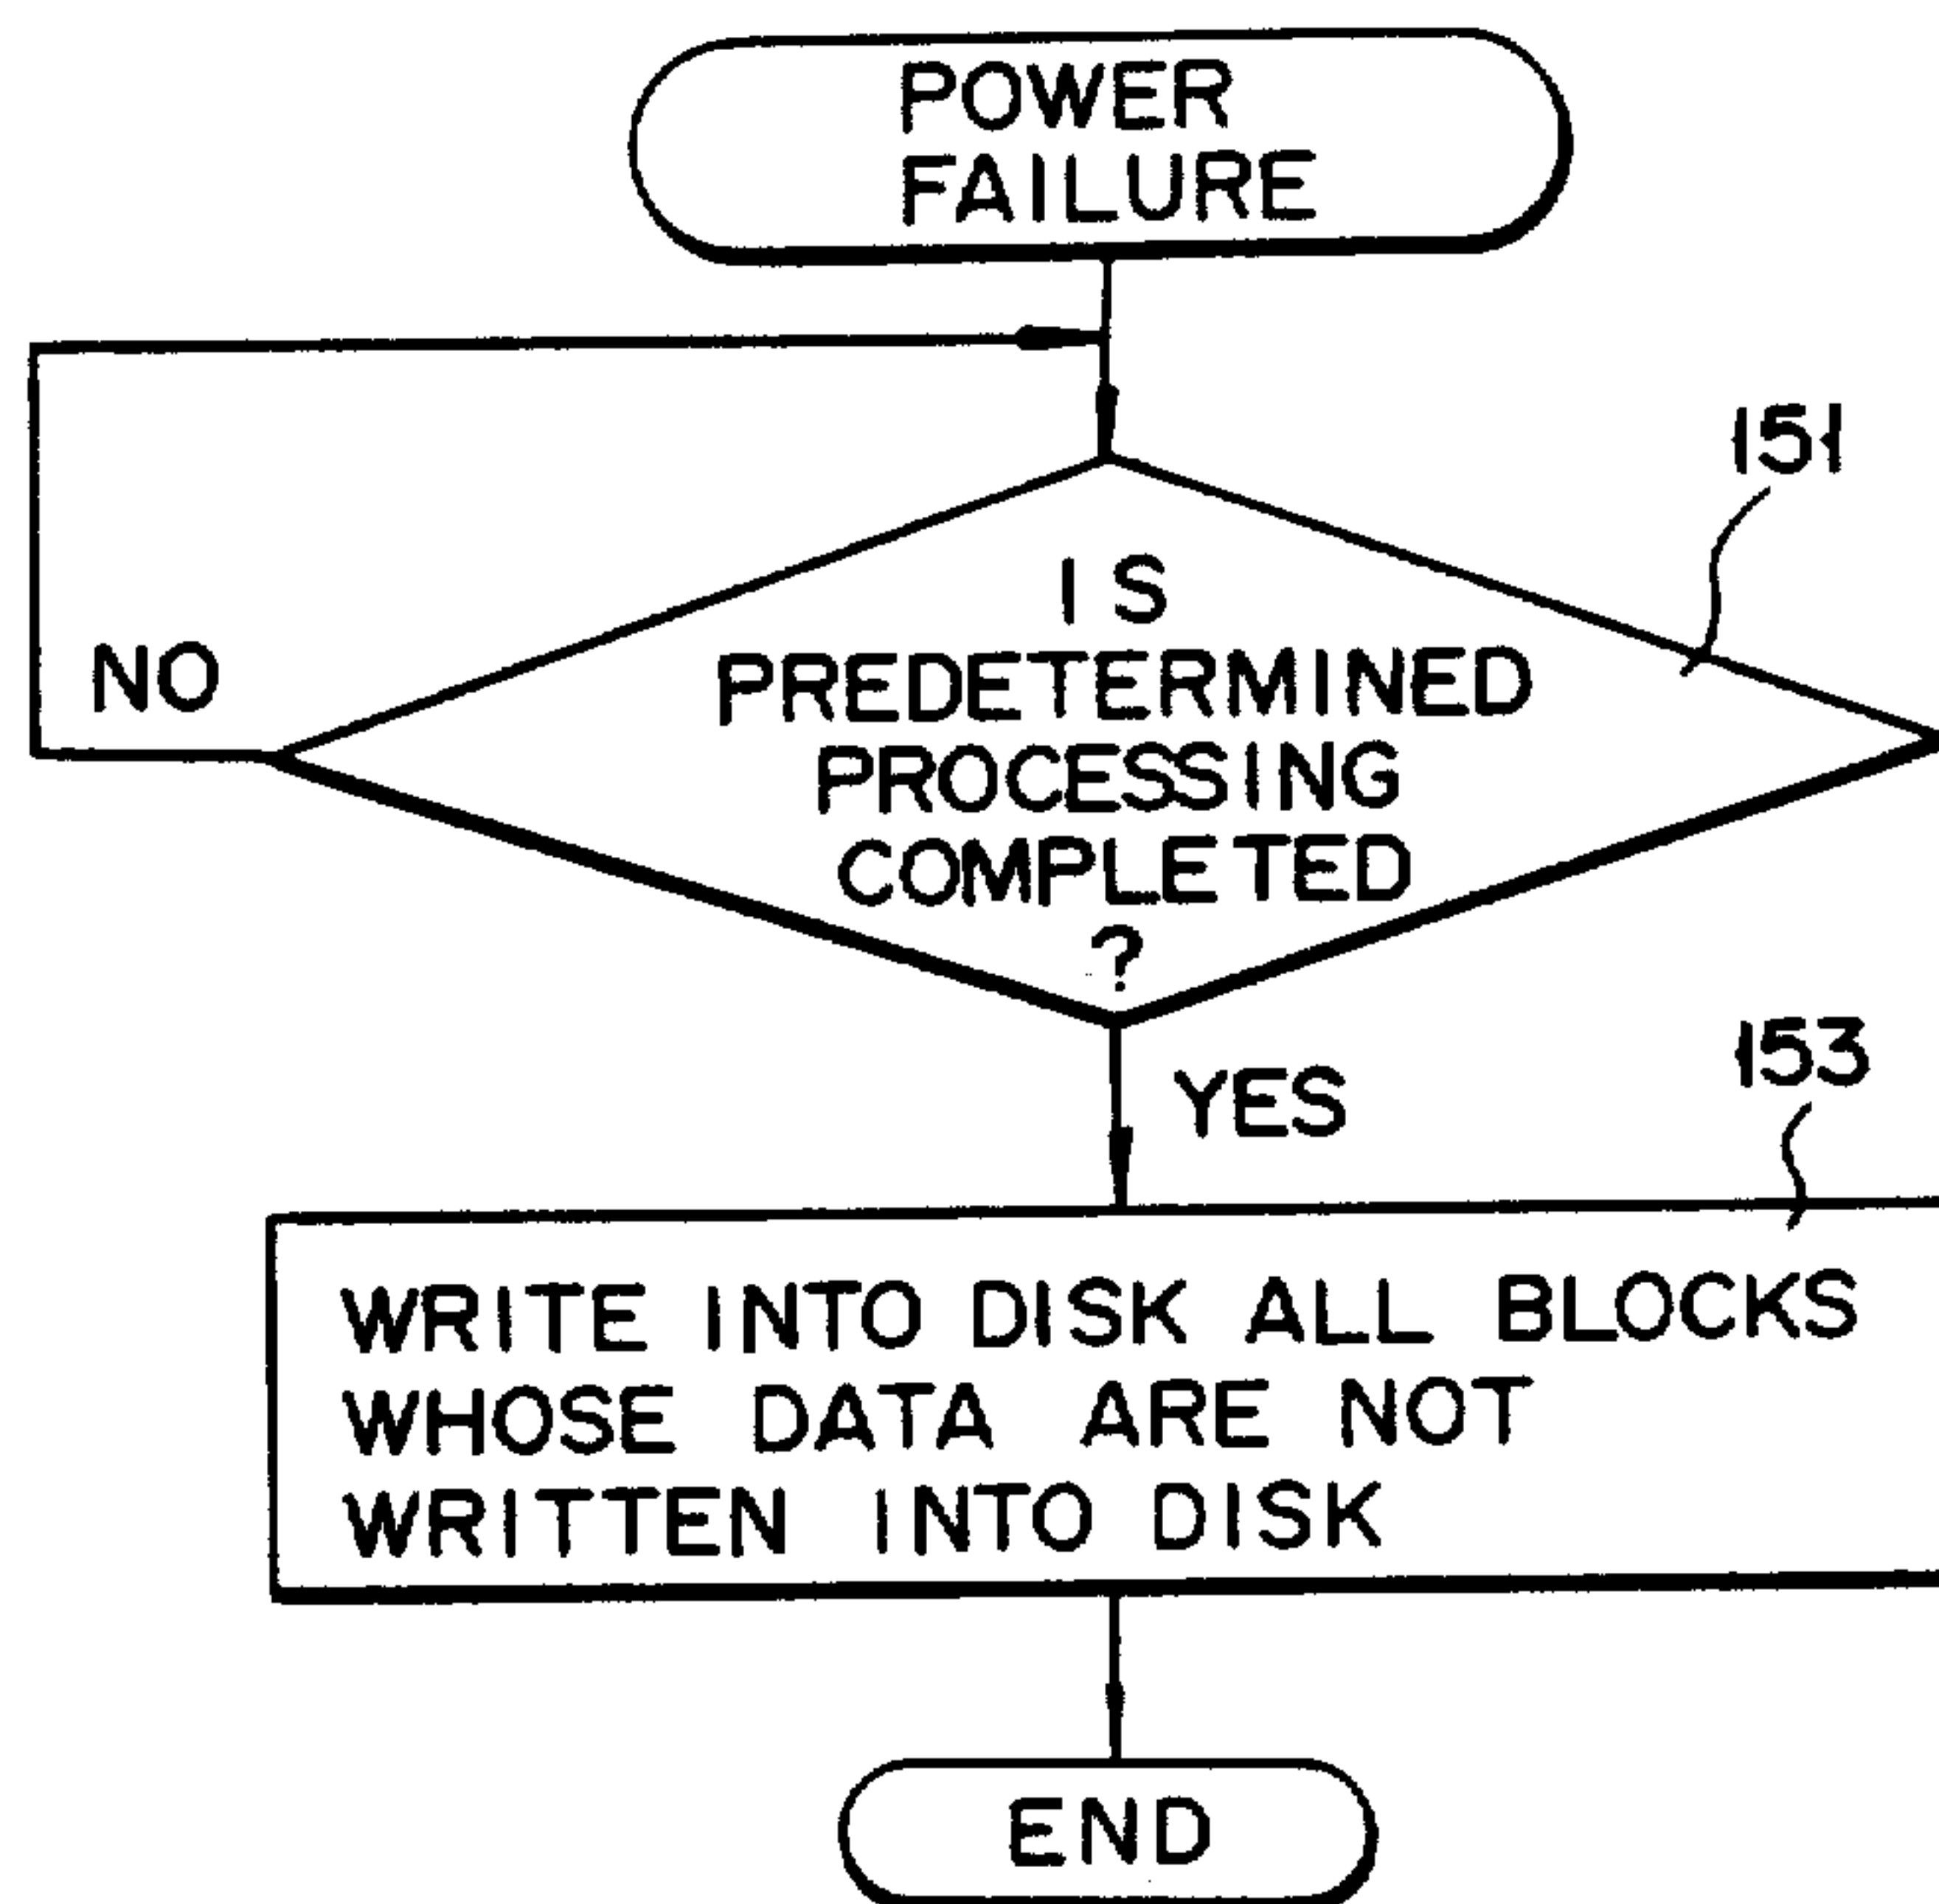 POWER
FAILURE
151
IS
PREDETERMINED
PROCESSING
COMPLETED
?
NO
YES
153
WRITE INTO DISK ALL BLOCKS
WHOSE DATA ARE NOT
WRITTEN INTO DISK
END